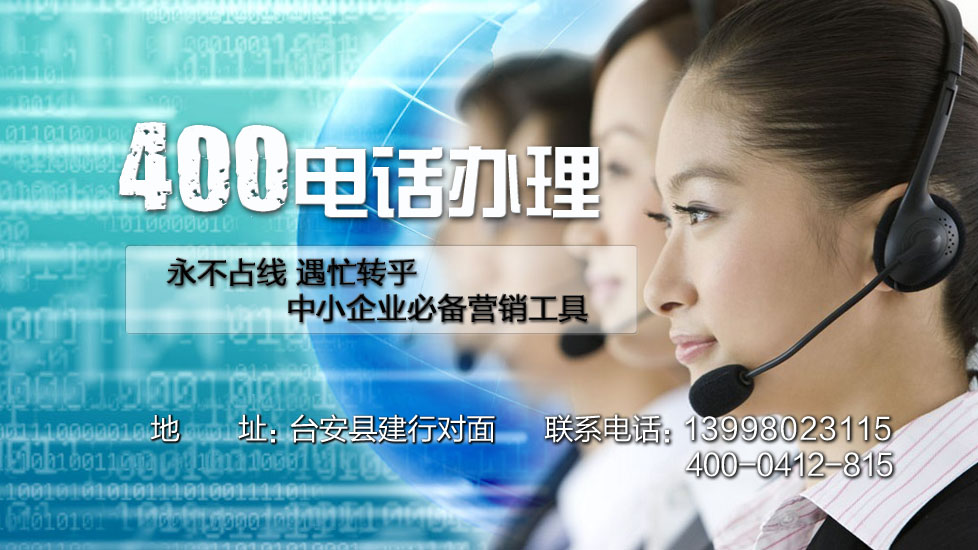 400电话办理
永不占线 遇忙转乎
中小企业必备营销工具
地 址：台安县建行对面 联系电话：13998023115
400-0412-815